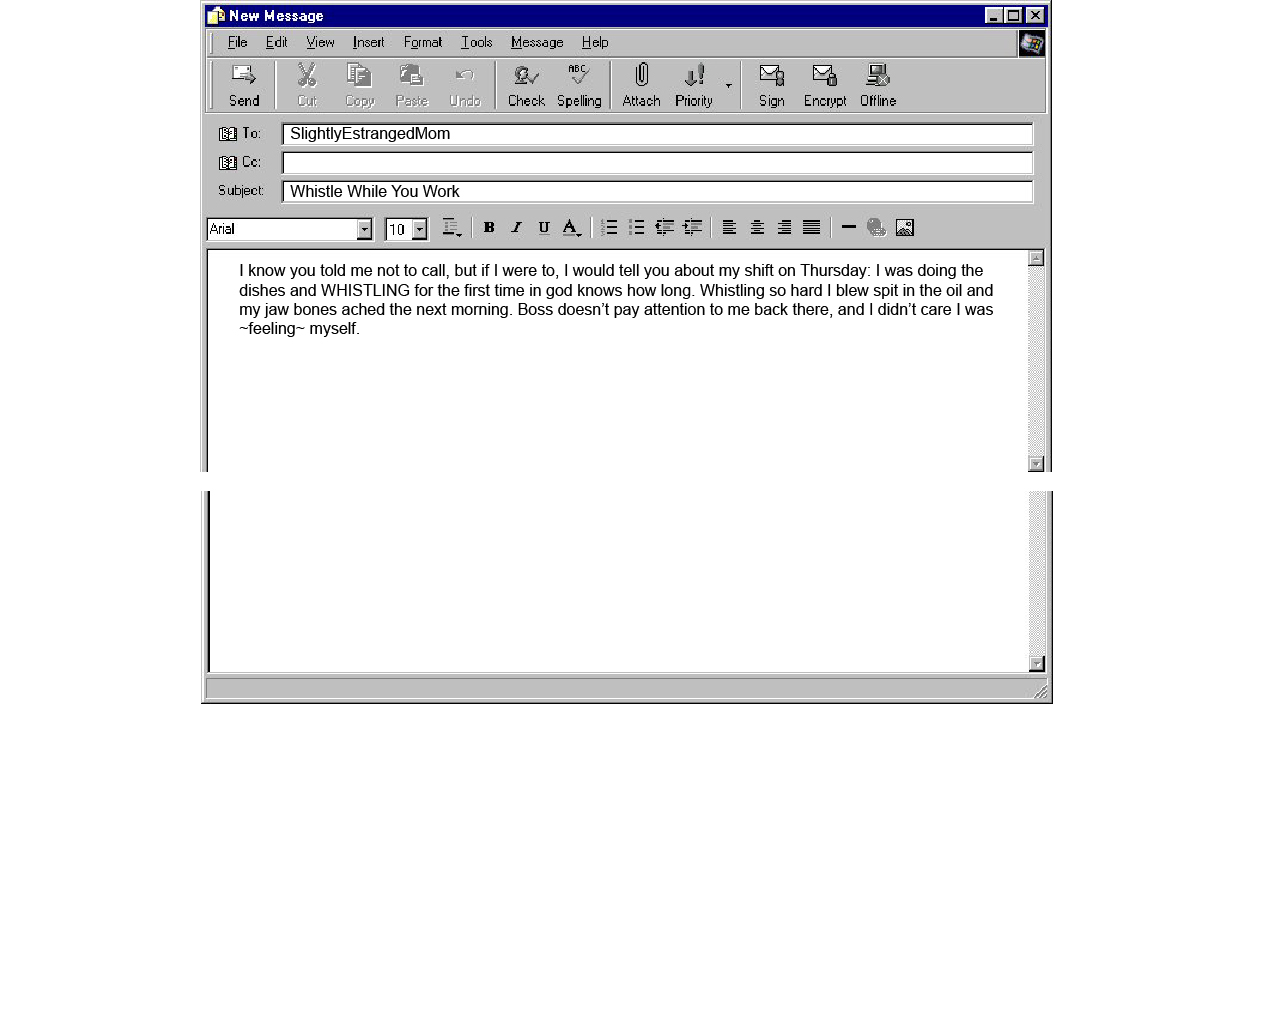 New Message
File Edit View Insert Format Tools Message Help
Send Cut Copy Paste Undo Check ABC Spelling Attach Priority Sign Encrypt Offline
To: SlightlyEstrangedMom
Cc:
Subject: Whistle While You Work
Arial 10 B I U A
I know you told me not to call, but if I were to, I would tell you about my shift on Thursday: I was doing the
dishes and WHISTLING for the first time in god knows how long. Whistling so hard I blew spit in the oil and
my jaw bones ached the next morning. Boss doesn’t pay attention to me back there, and I didn’t care I was
~feeling~ myself.